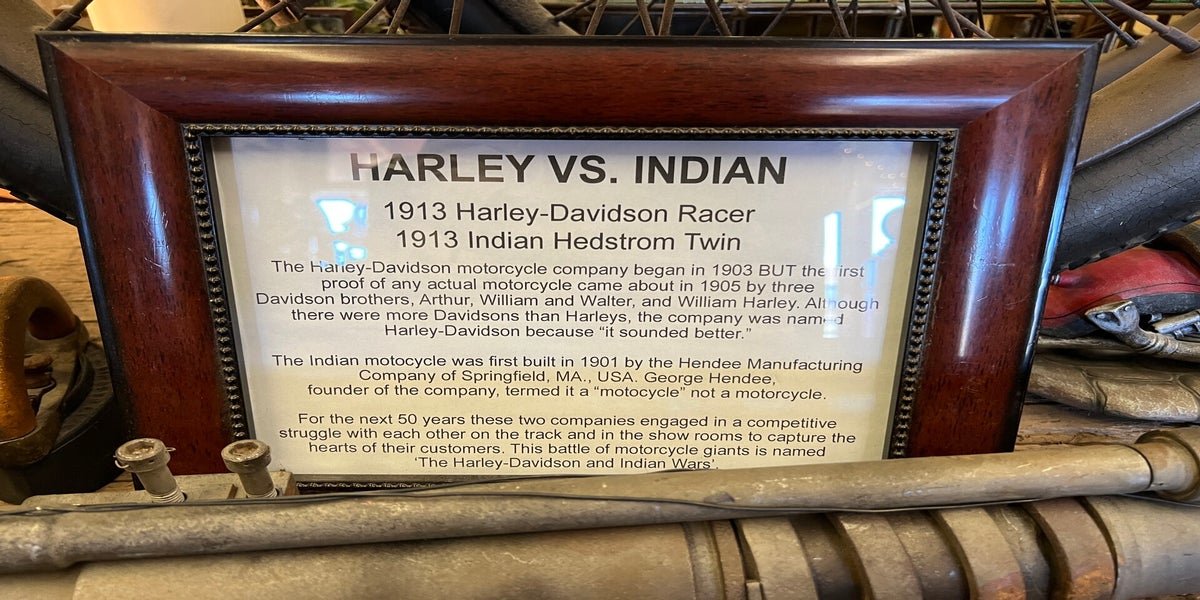 HARLEY VS. INDIAN
1913 Harley-Davidson Racer
1913 Indian Hedstrom Twin
The Harley-Davidson motorcycle company began in 1903 BUT the first
proof of any actual motorcycle came about in 1905 by three
Davidson brothers, Arthur, William and Walter, and William Harley. Although
there were more Davidsons than Harleys, the company was named
Harley-Davidson because “it sounded better.”
The Indian motocycle was first built in 1901 by the Hendee Manufacturing
Company of Springfield, MA., USA. George Hendee,
founder of the company, termed it a “motocycle” not a motorcycle.
For the next 50 years these two companies engaged in a competitive
struggle with each other on the track and in the show rooms to capture the
hearts of their customers. This battle of motorcycle giants is named
‘The Harley-Davidson and Indian Wars’.